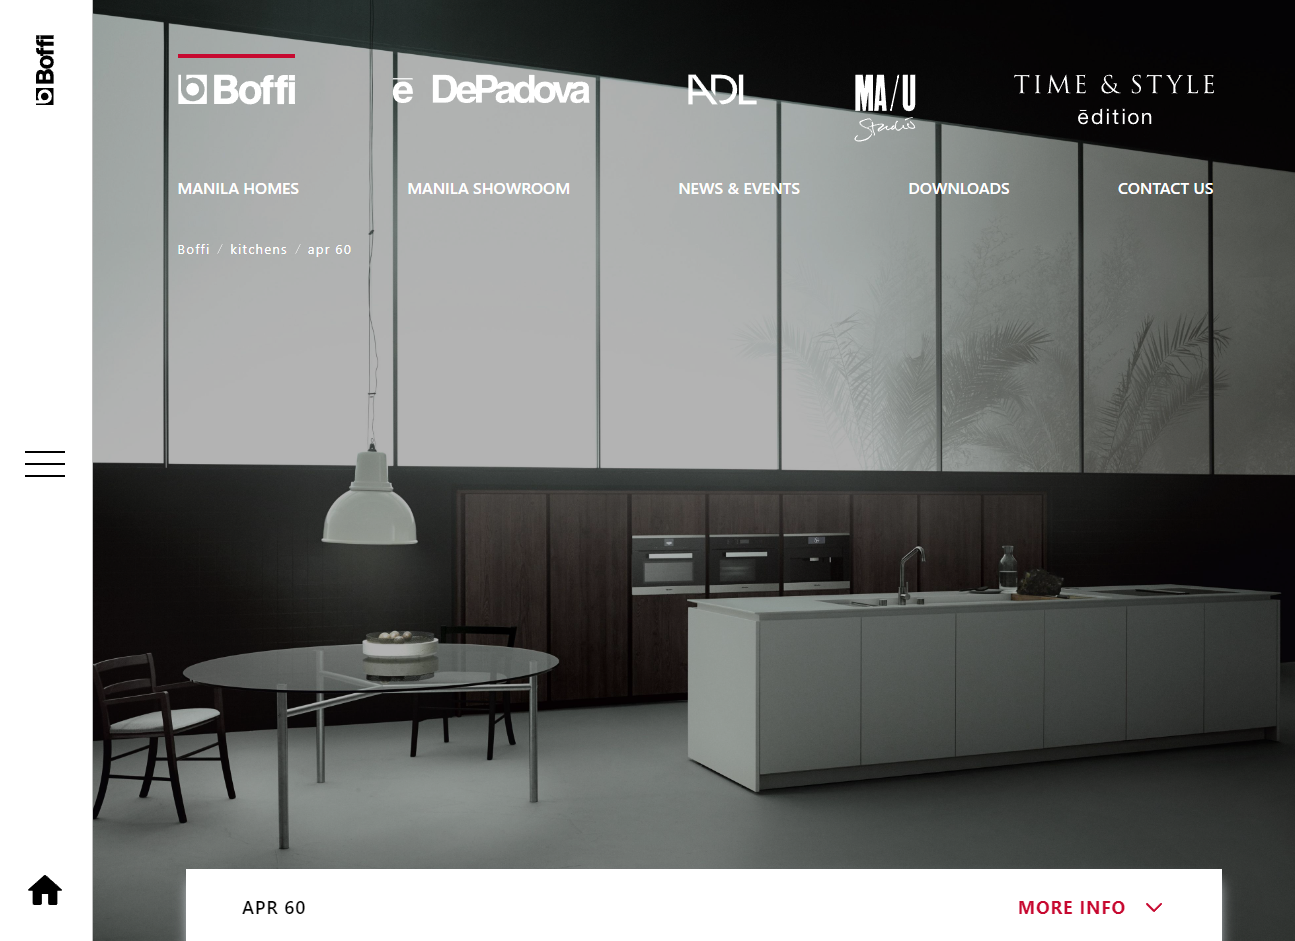 Boffi
Boffi
ē DePadova
ADL
MA/U
Studio
TIME & STYLE
ēdition
MANILA HOMES
MANILA SHOWROOM
NEWS & EVENTS
DOWNLOADS
CONTACT US
Boffi / kitchens / apr 60
APR 60
MORE INFO